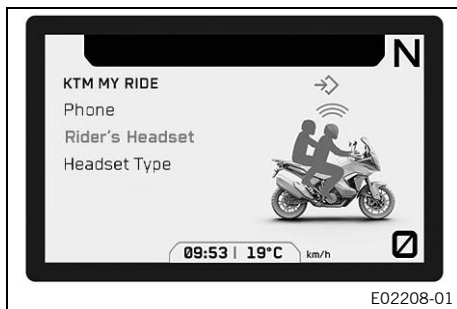 N
KTM MY RIDE
Phone
Rider's Headset
Headset Type
09:53 | 19°C km/h
0
E02208-01